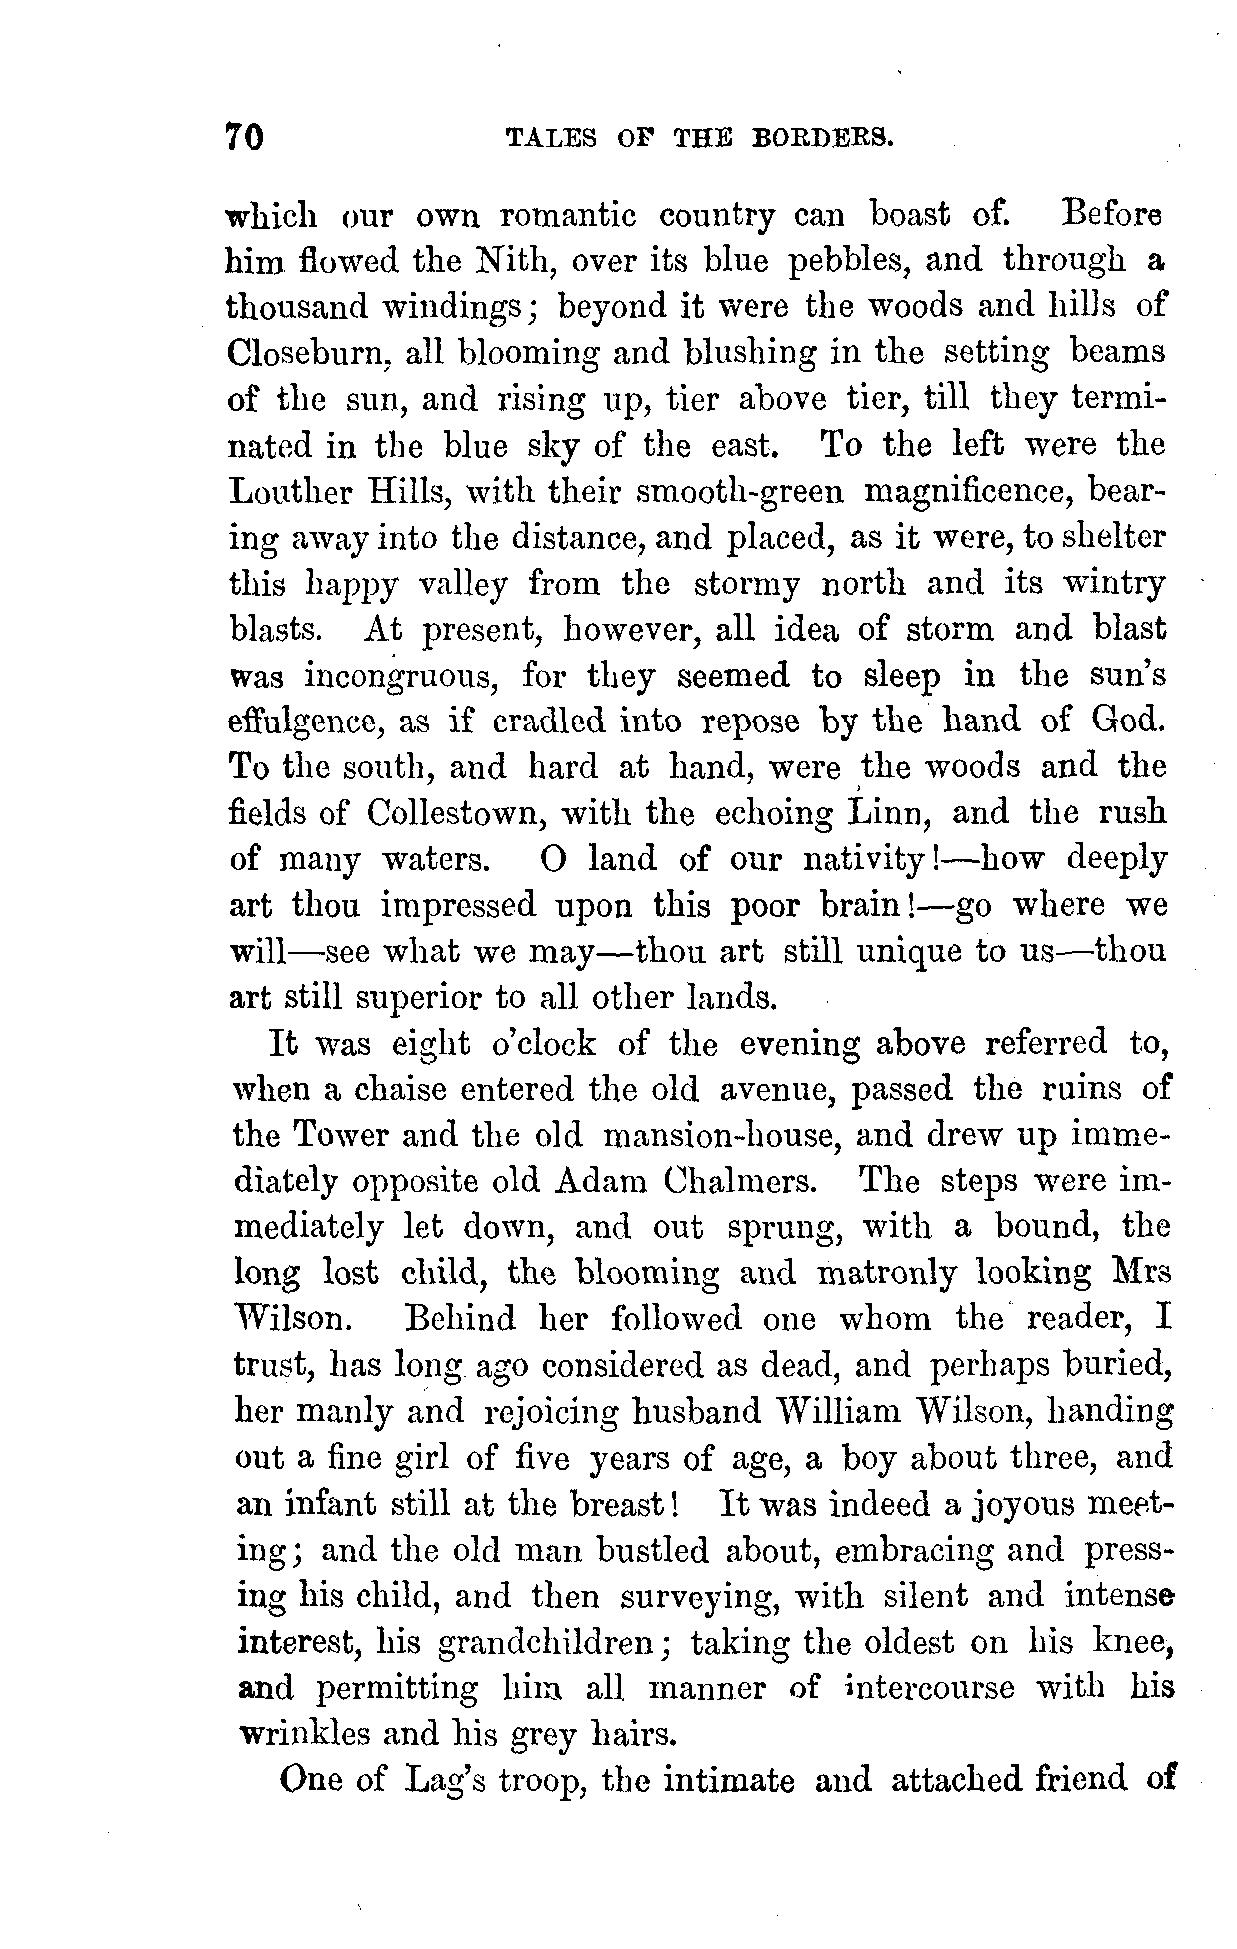 70 TALES OF THE BORDERS.
which our own romantic country can boast of. Before
him flowed the Nith, over its blue pebbles, and through a
thousand windings; beyond it were the woods and hills of
Closeburn, all blooming and blushing in the setting beams
of the sun, and rising up, tier above tier, till they termi-
nated in the blue sky of the east. To the left were the
Louther Hills, with their smooth-green magnificence, bear-
ing away into the distance, and placed, as it were, to shelter
this happy valley from the stormy north and its wintry
blasts. At present, however, all idea of storm and blast
was incongruous, for they seemed to sleep in the sun's
effulgence, as if cradled into repose by the hand of God.
To the south, and hard at hand, were the woods and the
fields of Collestown, with the echoing Linn, and the rush
of many waters. O land of our nativity!—how deeply
art thou impressed upon this poor brain!—go where we
will—see what we may—thou art still unique to us—thou
art still superior to all other lands.
It was eight o'clock of the evening above referred to,
when a chaise entered the old avenue, passed the ruins of
the Tower and the old mansion-house, and drew up imme-
diately opposite old Adam Chalmers. The steps were im-
mediately let down, and out sprung, with a bound, the
long lost child, the blooming and matronly looking Mrs
Wilson. Behind her followed one whom the reader, I
trust, has long ago considered as dead, and perhaps buried,
her manly and rejoicing husband William Wilson, handing
out a fine girl of five years of age, a boy about three, and
an infant still at the breast! It was indeed a joyous meet-
ing; and the old man bustled about, embracing and press-
ing his child, and then surveying, with silent and intense
interest, his grandchildren; taking the oldest on his knee,
and permitting him all manner of intercourse with his
wrinkles and his grey hairs.
One of Lag's troop, the intimate and attached friend of